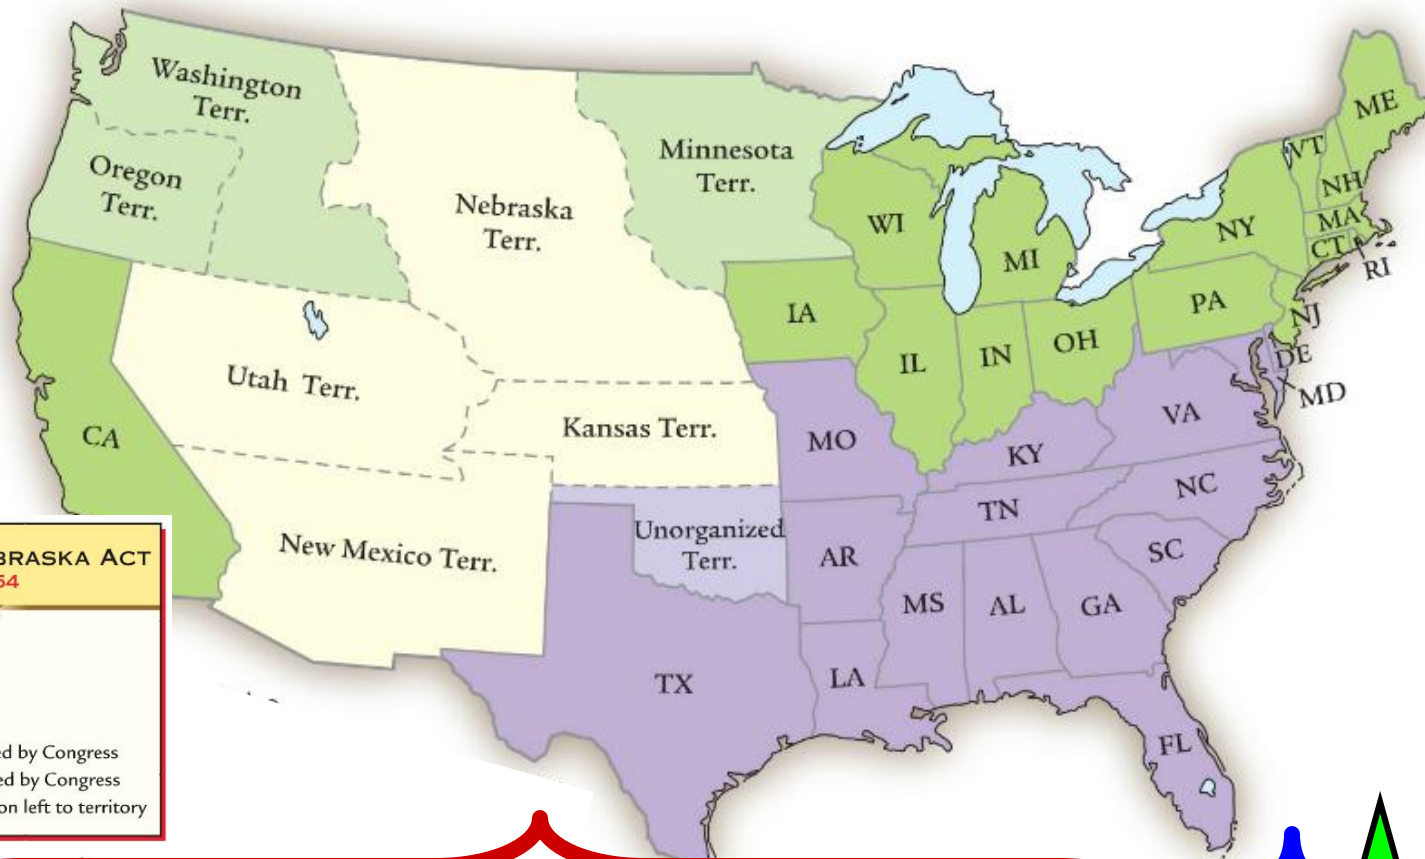 Washington
Terr.
Oregon
Terr.
Nebraska
Terr.
Minnesota
Terr.
ME
VT
NH
MA
CT
RI
NY
WI
MI
PA
NJ
IA
IL
IN
OH
DE
MD
Utah Terr.
Kansas Terr.
CA
MO
KY
VA
NC
TN
New Mexico Terr.
Unorganized
Terr.
AR
SC
MS
AL
GA
TX
LA
FL
BRASKA ACT
54
ed by Congress
ed by Congress
on left to territory